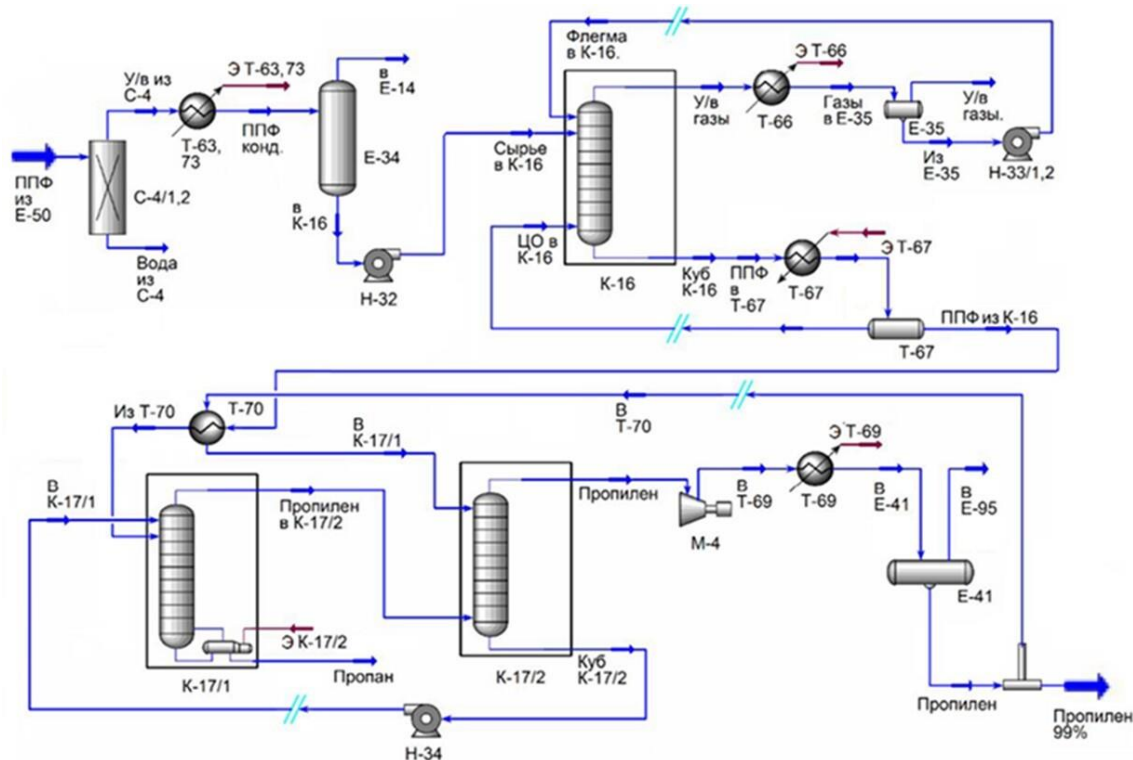 Флегма
в К-16.
Э Т-66
У/в из
С-4
Э Т-63,73
в
Е-14
У/в
газы
Т-66
Газы
в Е-35
Е-35
У/в
газы.
Из
Е-35
Н-33/1,2
ППФ
из
Е-50
С-4/1,2
Вода
из
С-4
Т-63,
73
ППФ
конд.
Е-34
в
К-16
Н-32
Сырье
в К-16
ЦО в
К-16
К-16
Куб
К-16
ППФ
в
Т-67
Э Т-67
Т-67
Т-67
ППФ из К-16
Из Т-70
Т-70
В
К-17/1
В
Т-70
В
К-17/1
Пропилен
в К-17/2
Э К-17/2
Пропан
К-17/1
Н-34
К-17/2
Куб
К-17/2
Пропилен
М-4
В
Т-69
Э Т-69
Т-69
В
Е-41
В
Е-95
Е-41
Пропилен
Пропилен
99%